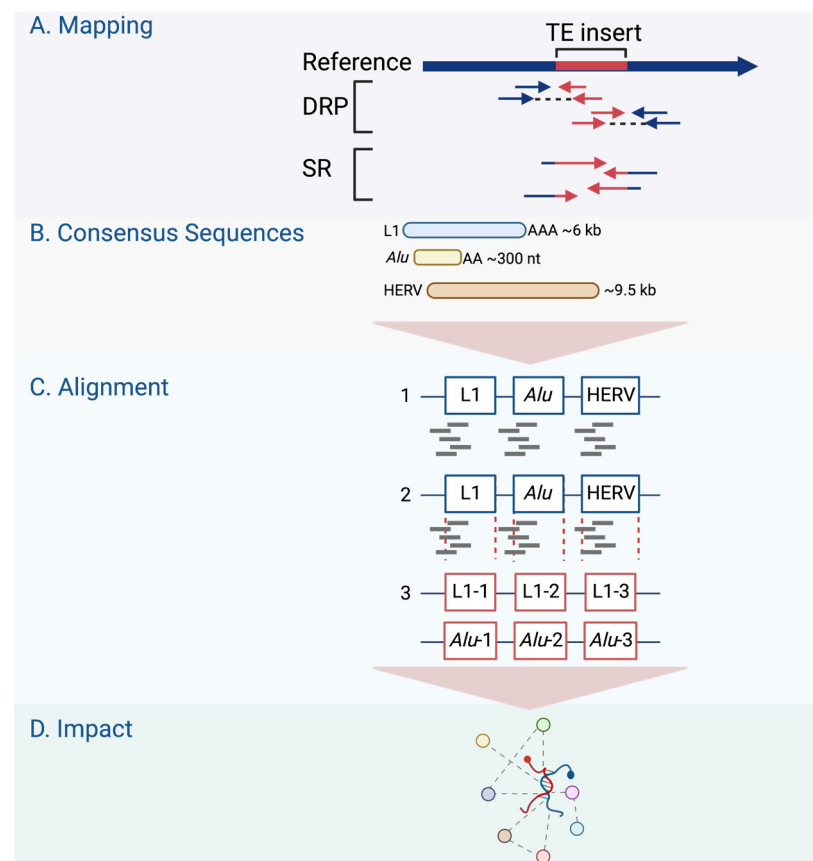 A. Mapping
TE insert
Reference
DRP
SR
B. Consensus Sequences
L1 AAA ~6 kb
Alu AA ~300 nt
HERV ~9.5 kb
C. Alignment
1 L1 Alu HERV
2 L1 Alu HERV
3 L1-1 L1-2 L1-3
Alu-1 Alu-2 Alu-3
D. Impact